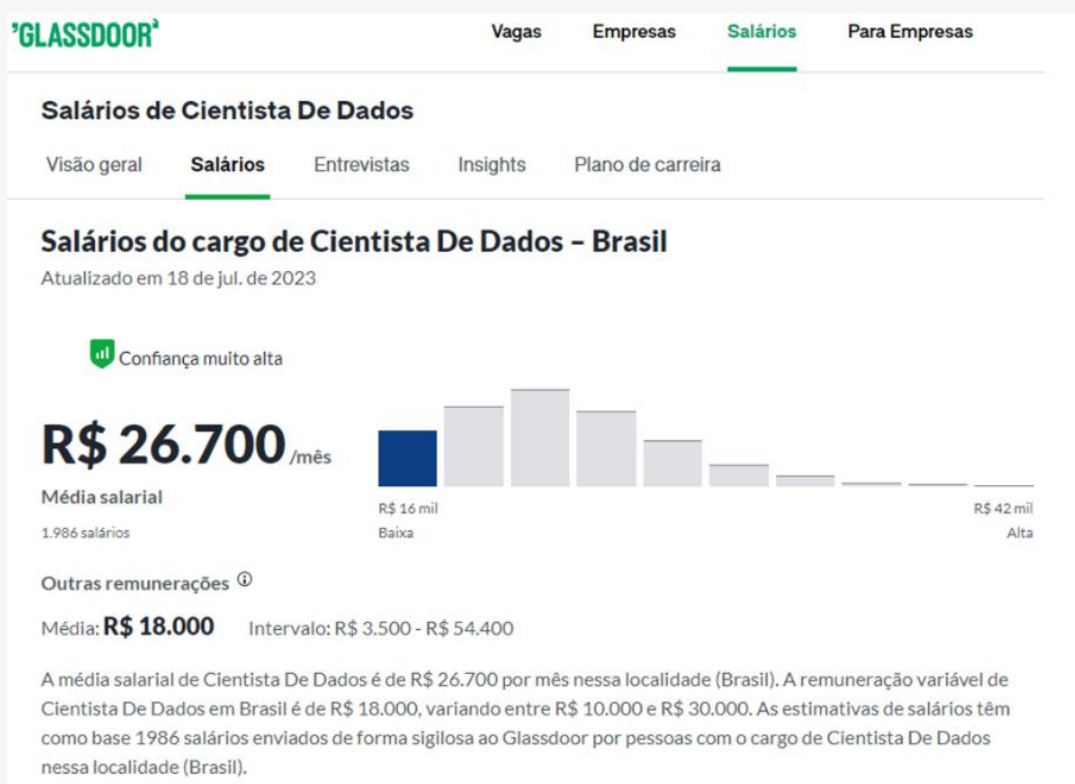 GLASSDOOR
Vagas Empresas Salários Para Empresas
Salários de Cientista De Dados
Visão geral Salários Entrevistas Insights Plano de carreira
Salários do cargo de Cientista De Dados – Brasil
Atualizado em 18 de jul. de 2023
Confiança muito alta
R$ 26.700 /mês
Média salarial
1.986 salários
R$ 16 mil
Baixa
R$ 42 mil
Alta
Outras remunerações
Média: R$ 18.000 Intervalo: R$ 3.500 - R$ 54.400
A média salarial de Cientista De Dados é de R$ 26.700 por mês nessa localidade (Brasil). A remuneração variável de
Cientista De Dados em Brasil é de R$ 18.000, variando entre R$ 10.000 e R$ 30.000. As estimativas de salários têm
como base 1986 salários enviados de forma sigilosa ao Glassdoor por pessoas com o cargo de Cientista De Dados
nessa localidade (Brasil).